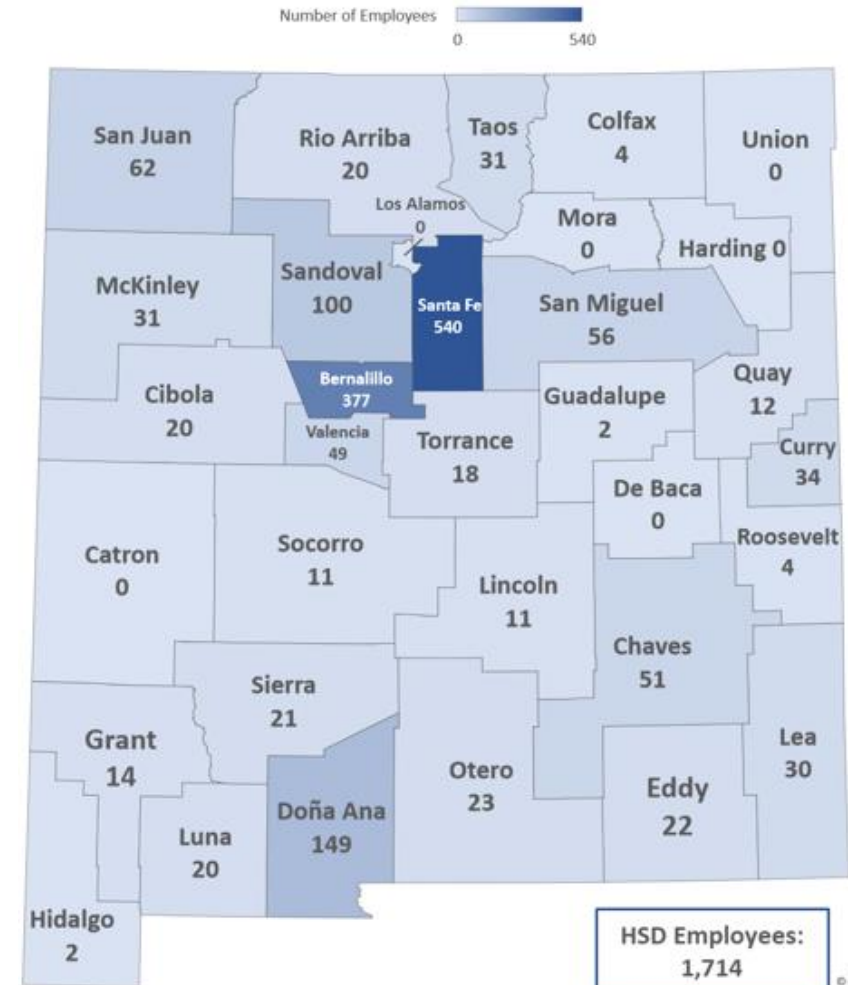 Number of Employees
0
540
San Juan
62
Rio Arriba
20
Taos
31
Colfax
4
Union
0
Los Alamos
0
Mora
0
Harding 0
McKinley
31
Sandoval
100
Santa Fe
540
San Miguel
56
Cibola
20
Bernalillo
377
Valencia
49
Torrance
18
Guadalupe
2
Quay
12
Curry
34
De Baca
0
Roosevelt
4
Catron
0
Socorro
11
Lincoln
11
Chaves
51
Sierra
21
Grant
14
Otero
23
Eddy
22
Lea
30
Doña Ana
149
Luna
20
Hidalgo
2
HSD Employees:
1,714
©